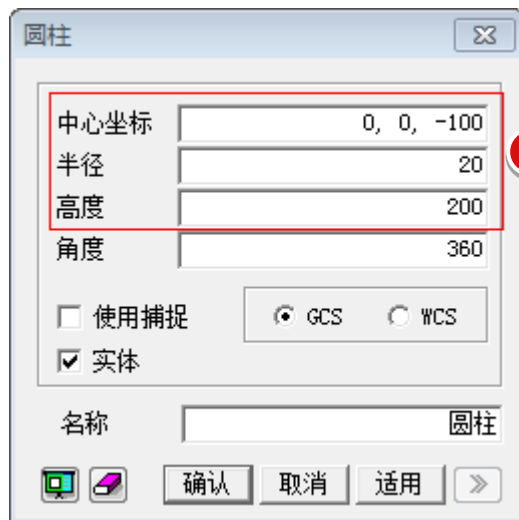 圆柱
中心坐标 0, 0, -100
半径 20
高度 200
角度 360
使用捕捉 GCS WCS
实体
名称 圆柱
确认 取消 适用